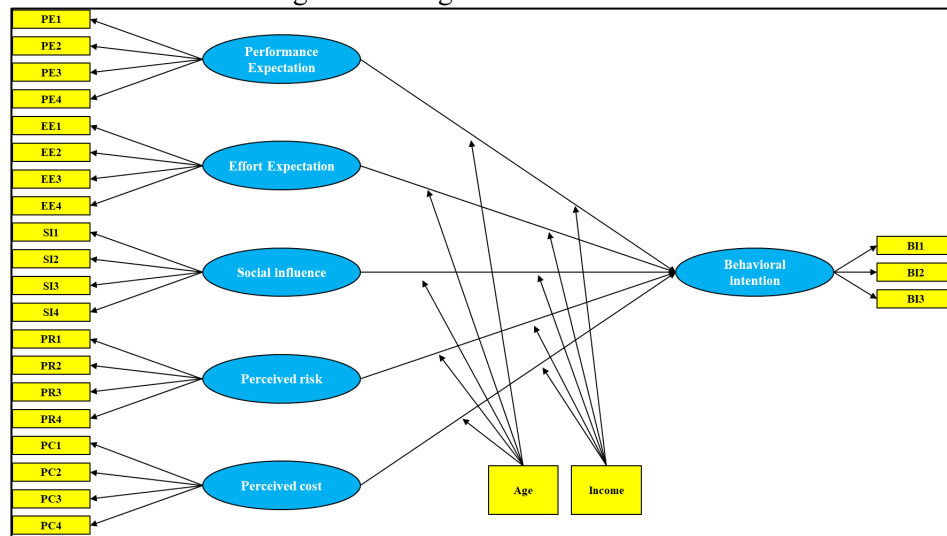 PE1
PE2
PE3
PE4
EE1
EE2
EE3
EE4
SI1
SI2
SI3
SI4
PR1
PR2
PR3
PR4
PC1
PC2
PC3
PC4
Performance
Expectation
Effort Expectation
Social influence
Perceived risk
Perceived cost
Age
Income
Behavioral
intention
BI1
BI2
BI3